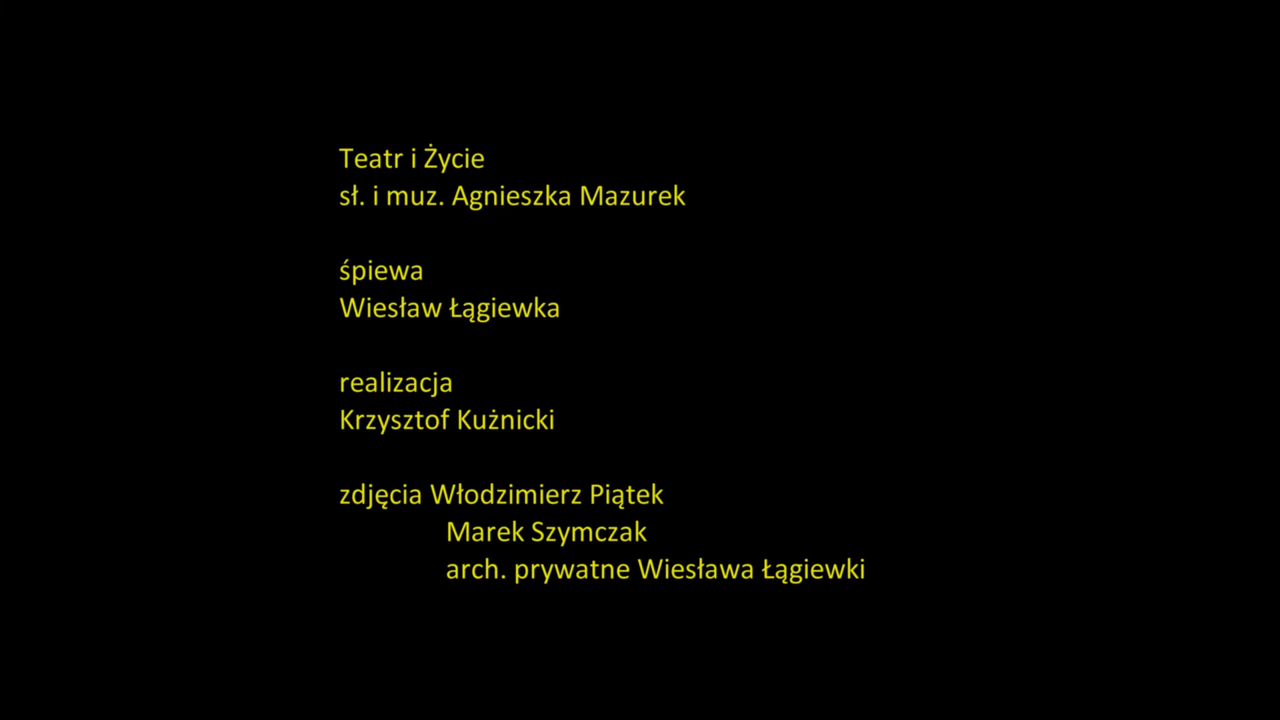 Teatr i Życie
sł. i muz. Agnieszka Mazurek
śpiewa
Wiesław Łągiewka
realizacja
Krzysztof Kużnicki
zdjęcia Włodzimierz Piątek
Marek Szymczak
arch. prywatne Wiesława Łągiewki